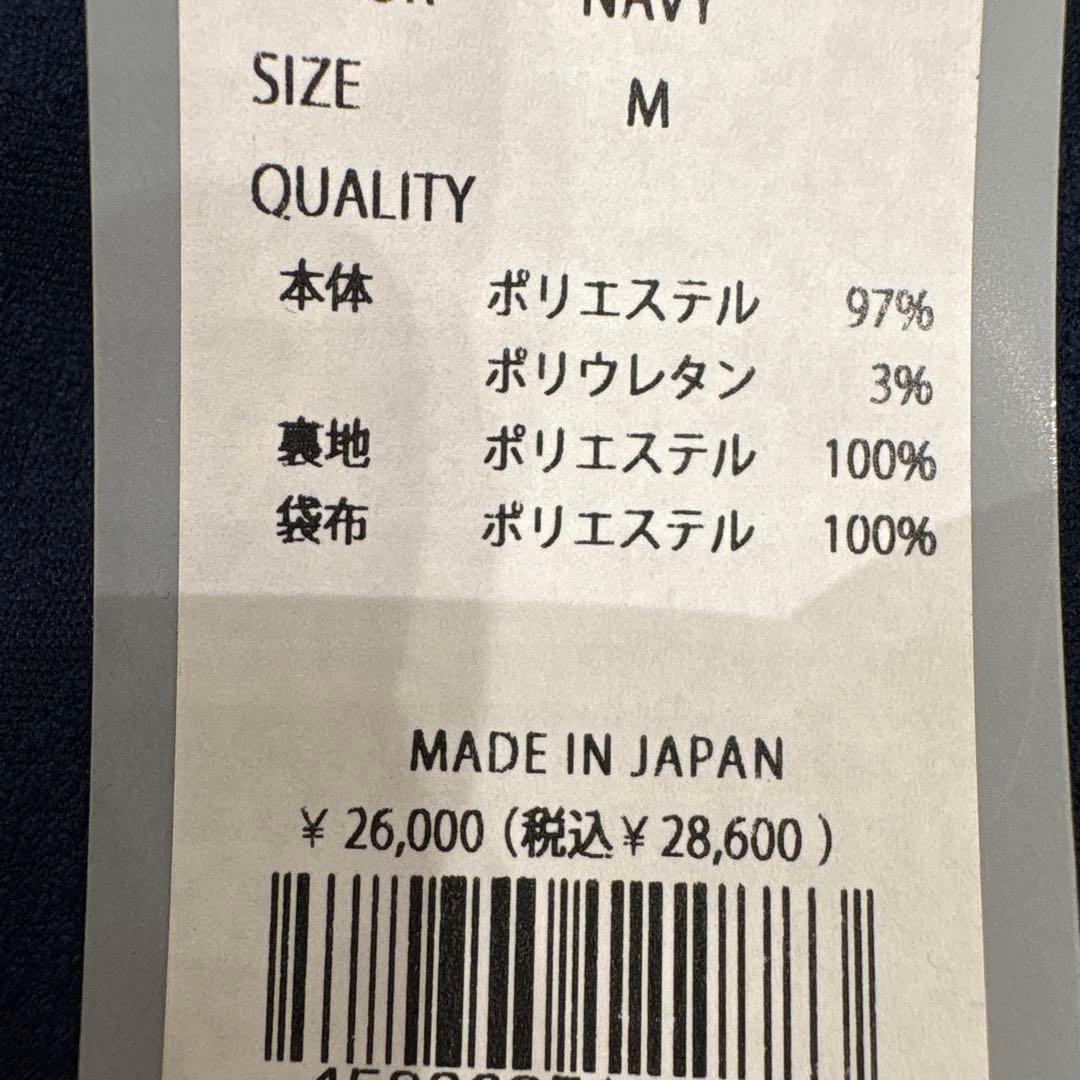 NAVY
SIZE M
QUALITY
本体 ポリエステル 97%
ポリウレタン 3%
裏地 ポリエステル 100%
袋布 ポリエステル 100%
MADE IN JAPAN
¥ 26,000 (税込¥ 28,600 )